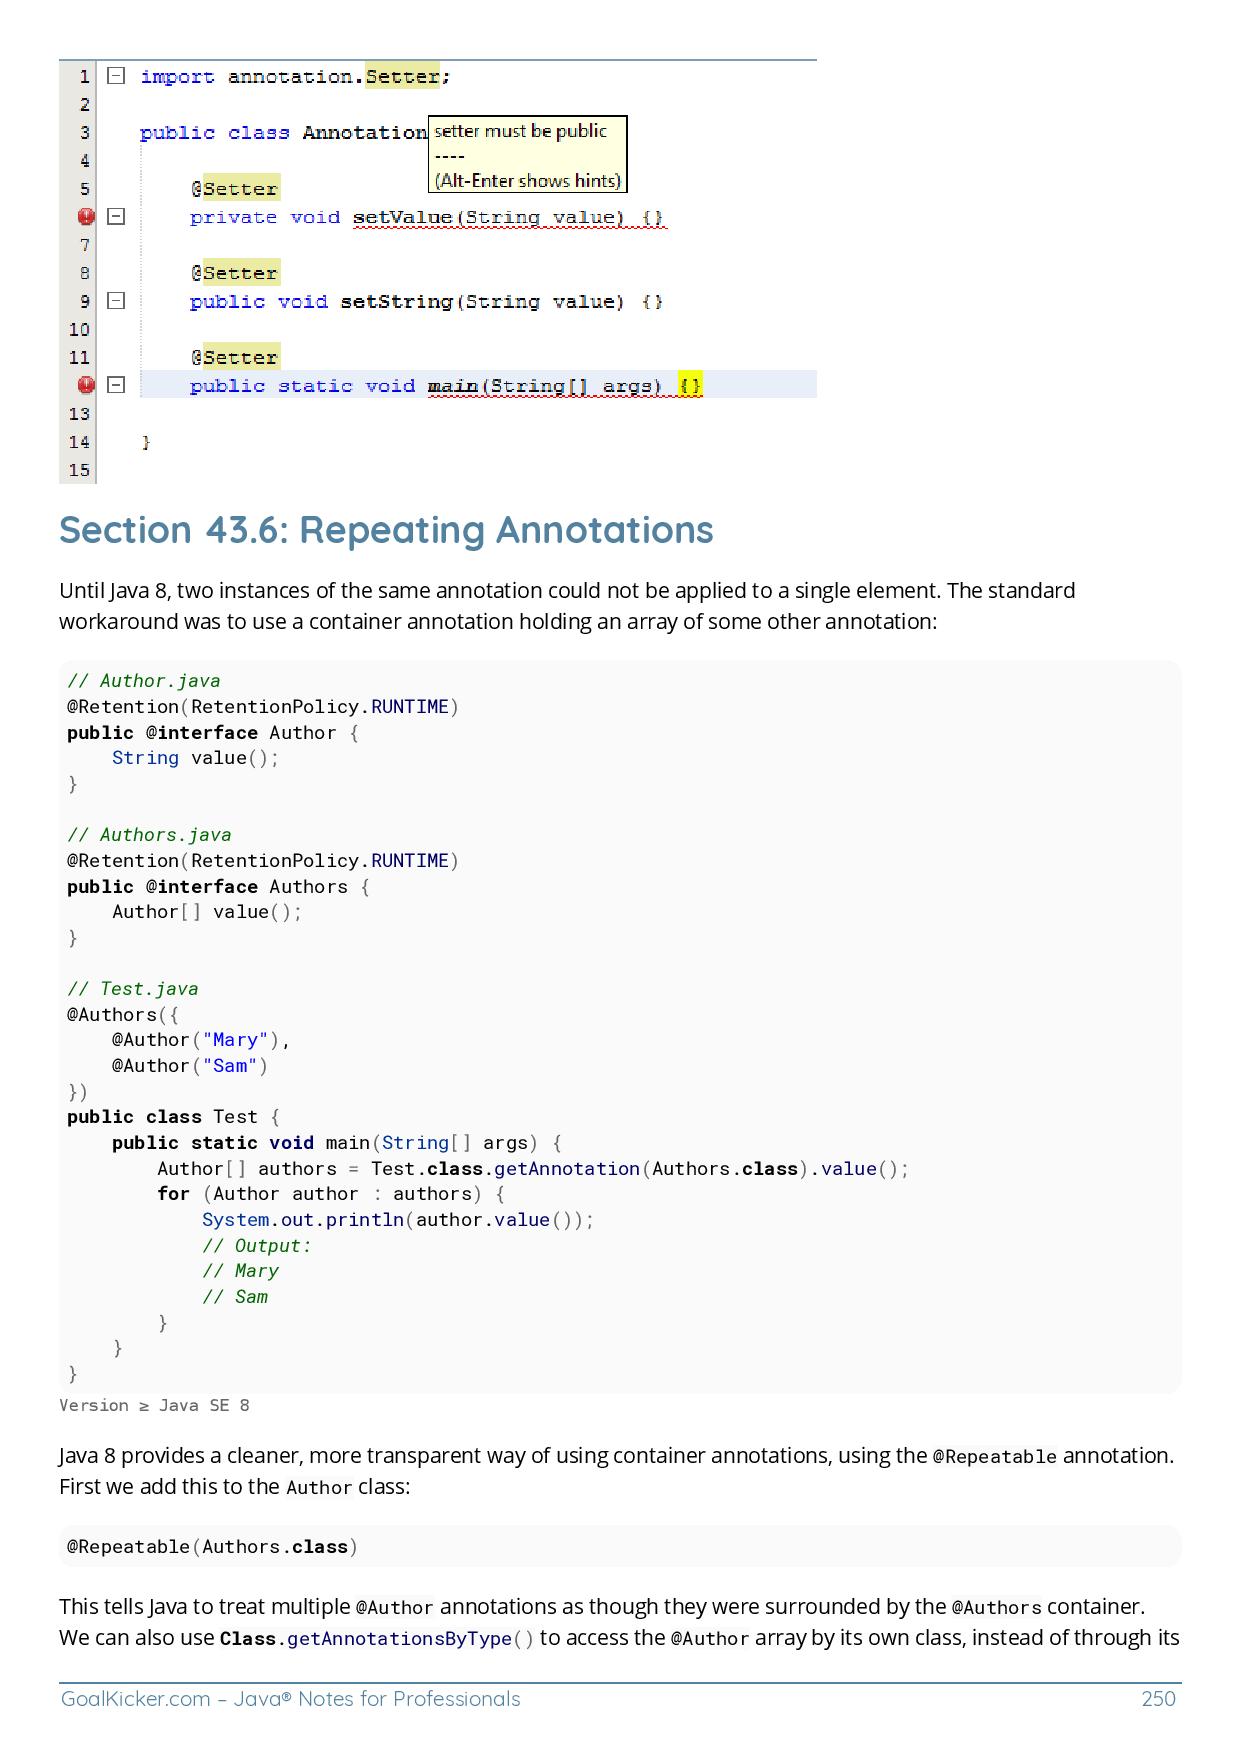 1 import annotation.Setter;
2
3 public class Annotation
setter must be public
----
(Alt-Enter shows hints)
4
5 @Setter
private void setValue(String value) {}
7
8 @Setter
9 public void setString(String value) {}
10
11 @Setter
public static void main(String[] args) {}
13
14 }
15
Section 43.6: Repeating Annotations
Until Java 8, two instances of the same annotation could not be applied to a single element. The standard
workaround was to use a container annotation holding an array of some other annotation:
// Author.java
@Retention(RetentionPolicy.RUNTIME)
public @interface Author {
    String value();
}
// Authors.java
@Retention(RetentionPolicy.RUNTIME)
public @interface Authors {
    Author[] value();
}
// Test.java
@Authors({
    @Author("Mary"),
    @Author("Sam")
})
public class Test {
    public static void main(String[] args) {
        Author[] authors = Test.class.getAnnotation(Authors.class).value();
        for (Author author : authors) {
            System.out.println(author.value());
            // Output:
            // Mary
            // Sam
        }
    }
}
Version ≥ Java SE 8
Java 8 provides a cleaner, more transparent way of using container annotations, using the @Repeatable annotation.
First we add this to the Author class:
@Repeatable(Authors.class)
This tells Java to treat multiple @Author annotations as though they were surrounded by the @Authors container.
We can also use Class.getAnnotationsByType() to access the @Author array by its own class, instead of through its
GoalKicker.com – Java® Notes for Professionals 250